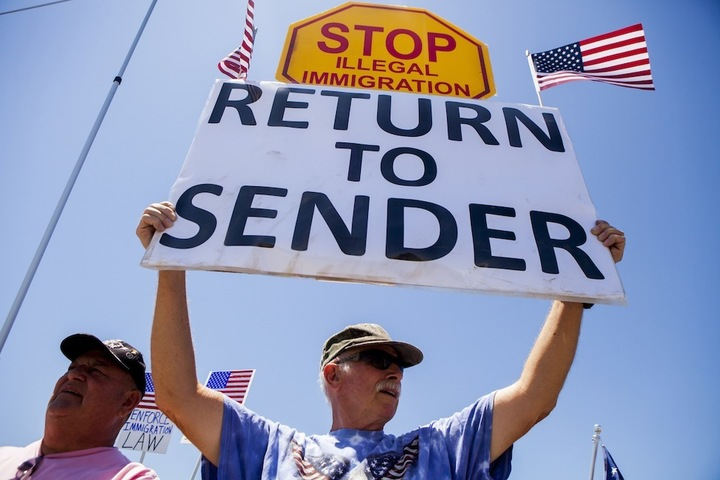 STOP
ILLEGAL
IMMIGRATION
RETURN
TO
SENDER
ENFORCE
IMMIGRATION
LAW